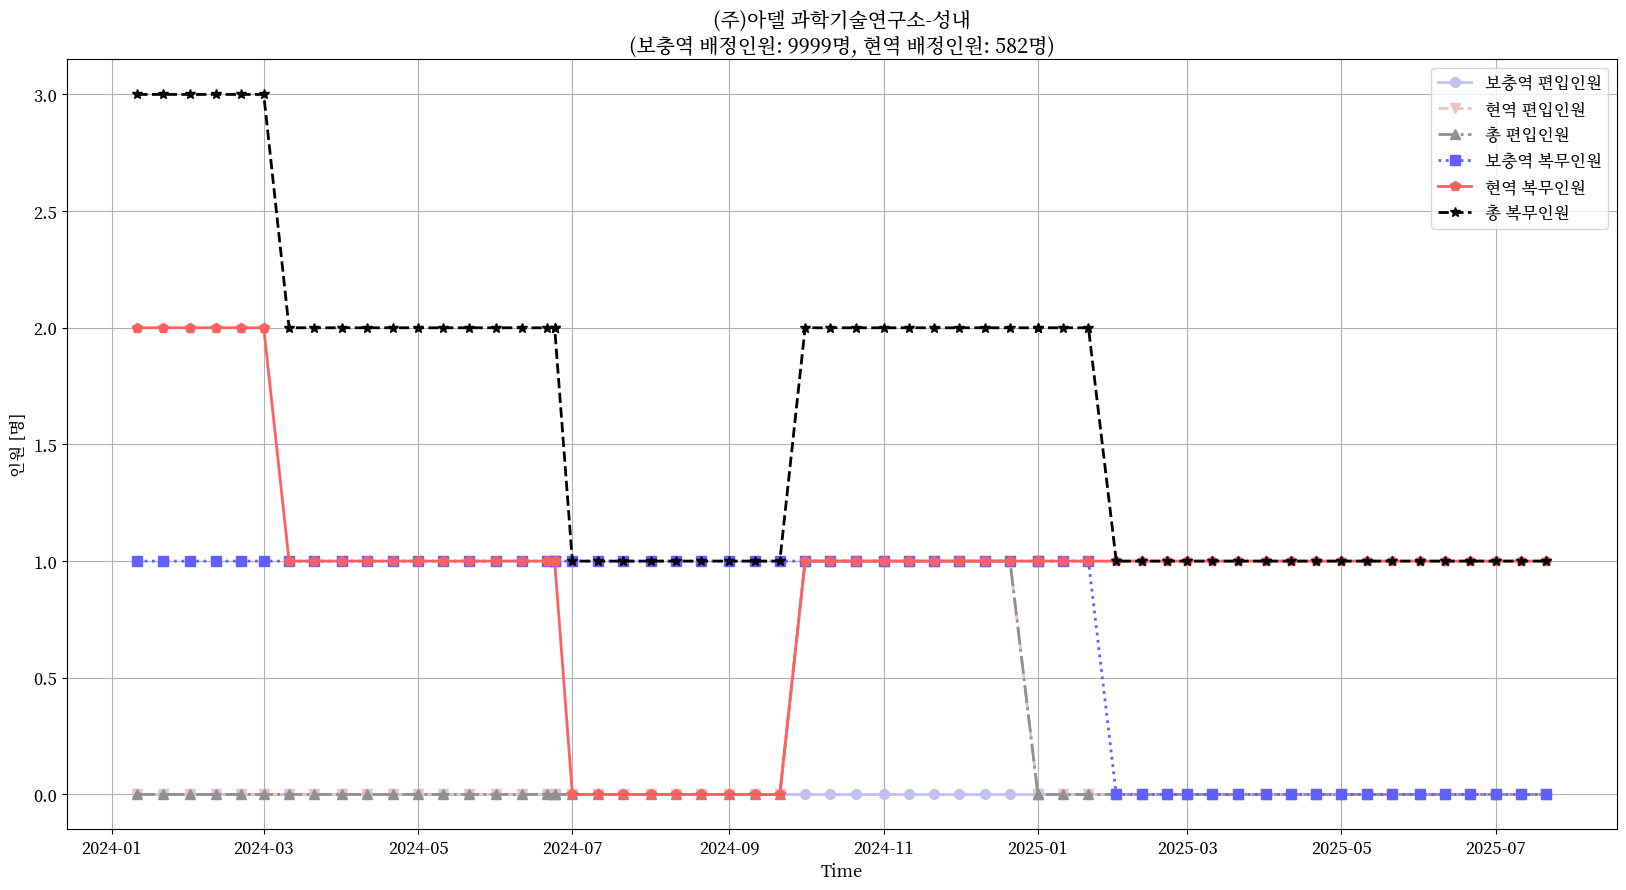 (주)아델 과학기술연구소-성내
(보충역 배정인원: 9999명, 현역 배정인원: 582명)
보충역 편입인원
현역 편입인원
총 편입인원
보충역 복무인원
현역 복무인원
총 복무인원
인원 [명]
3.0
2.5
2.0
1.5
1.0
0.5
0.0
2024-01
2024-03
2024-05
2024-07
2024-09
2024-11
2025-01
2025-03
2025-05
2025-07
Time